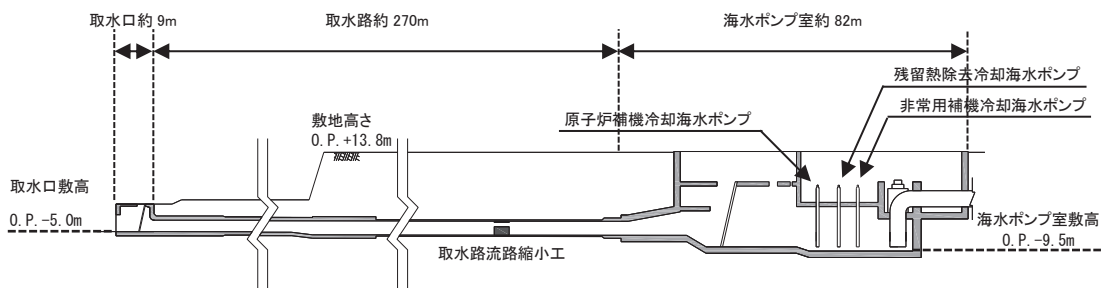 取水口約 9m
取水路約 270m
海水ポンプ室約 82m
残留熱除去冷却海水ポンプ
非常用補機冷却海水ポンプ
原子炉補機冷却海水ポンプ
敷地高さ
O.P.+13.8m
取水口敷高
O.P.-5.0m
取水路流路縮小工
海水ポンプ室敷高
O.P.-9.5m